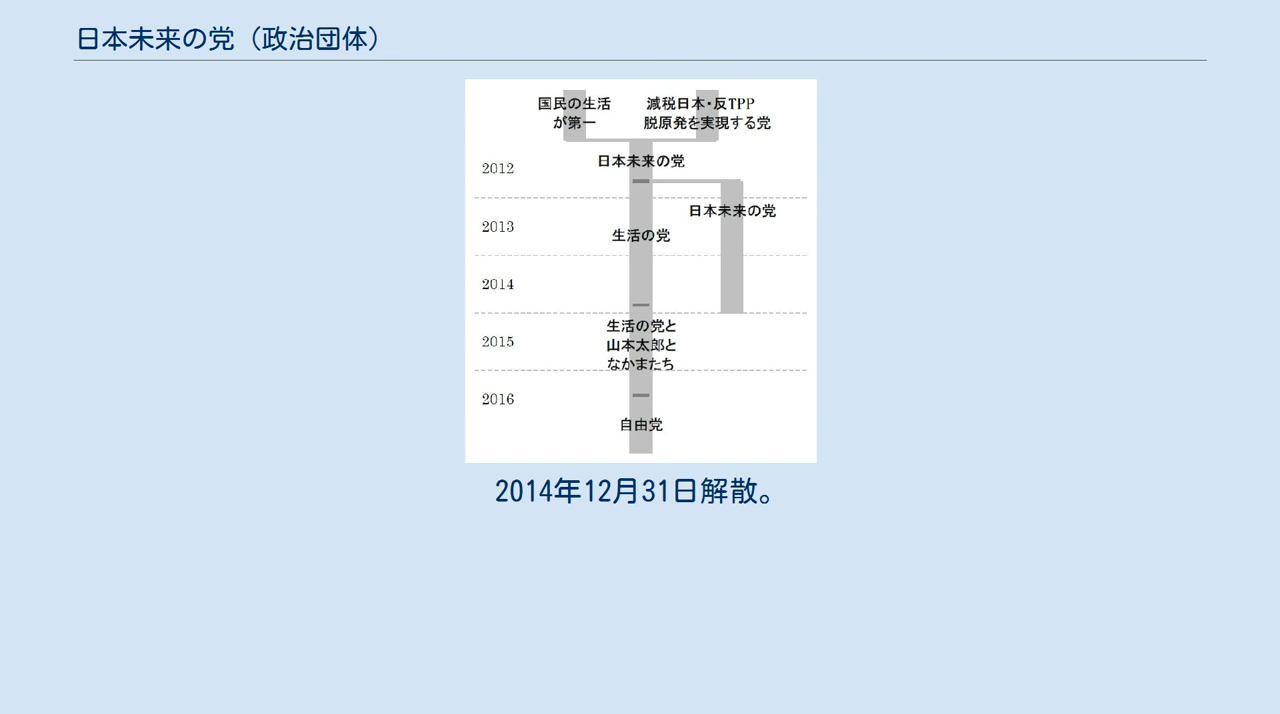 日本未来の党（政治団体）
国民の生活
が第一
減税日本・反TPP
脱原発を実現する党
日本未来の党
2012
日本未来の党
2013
生活の党
2014
生活の党と
山本太郎と
なかまたち
2015
2016
自由党
2014年12月31日解散。